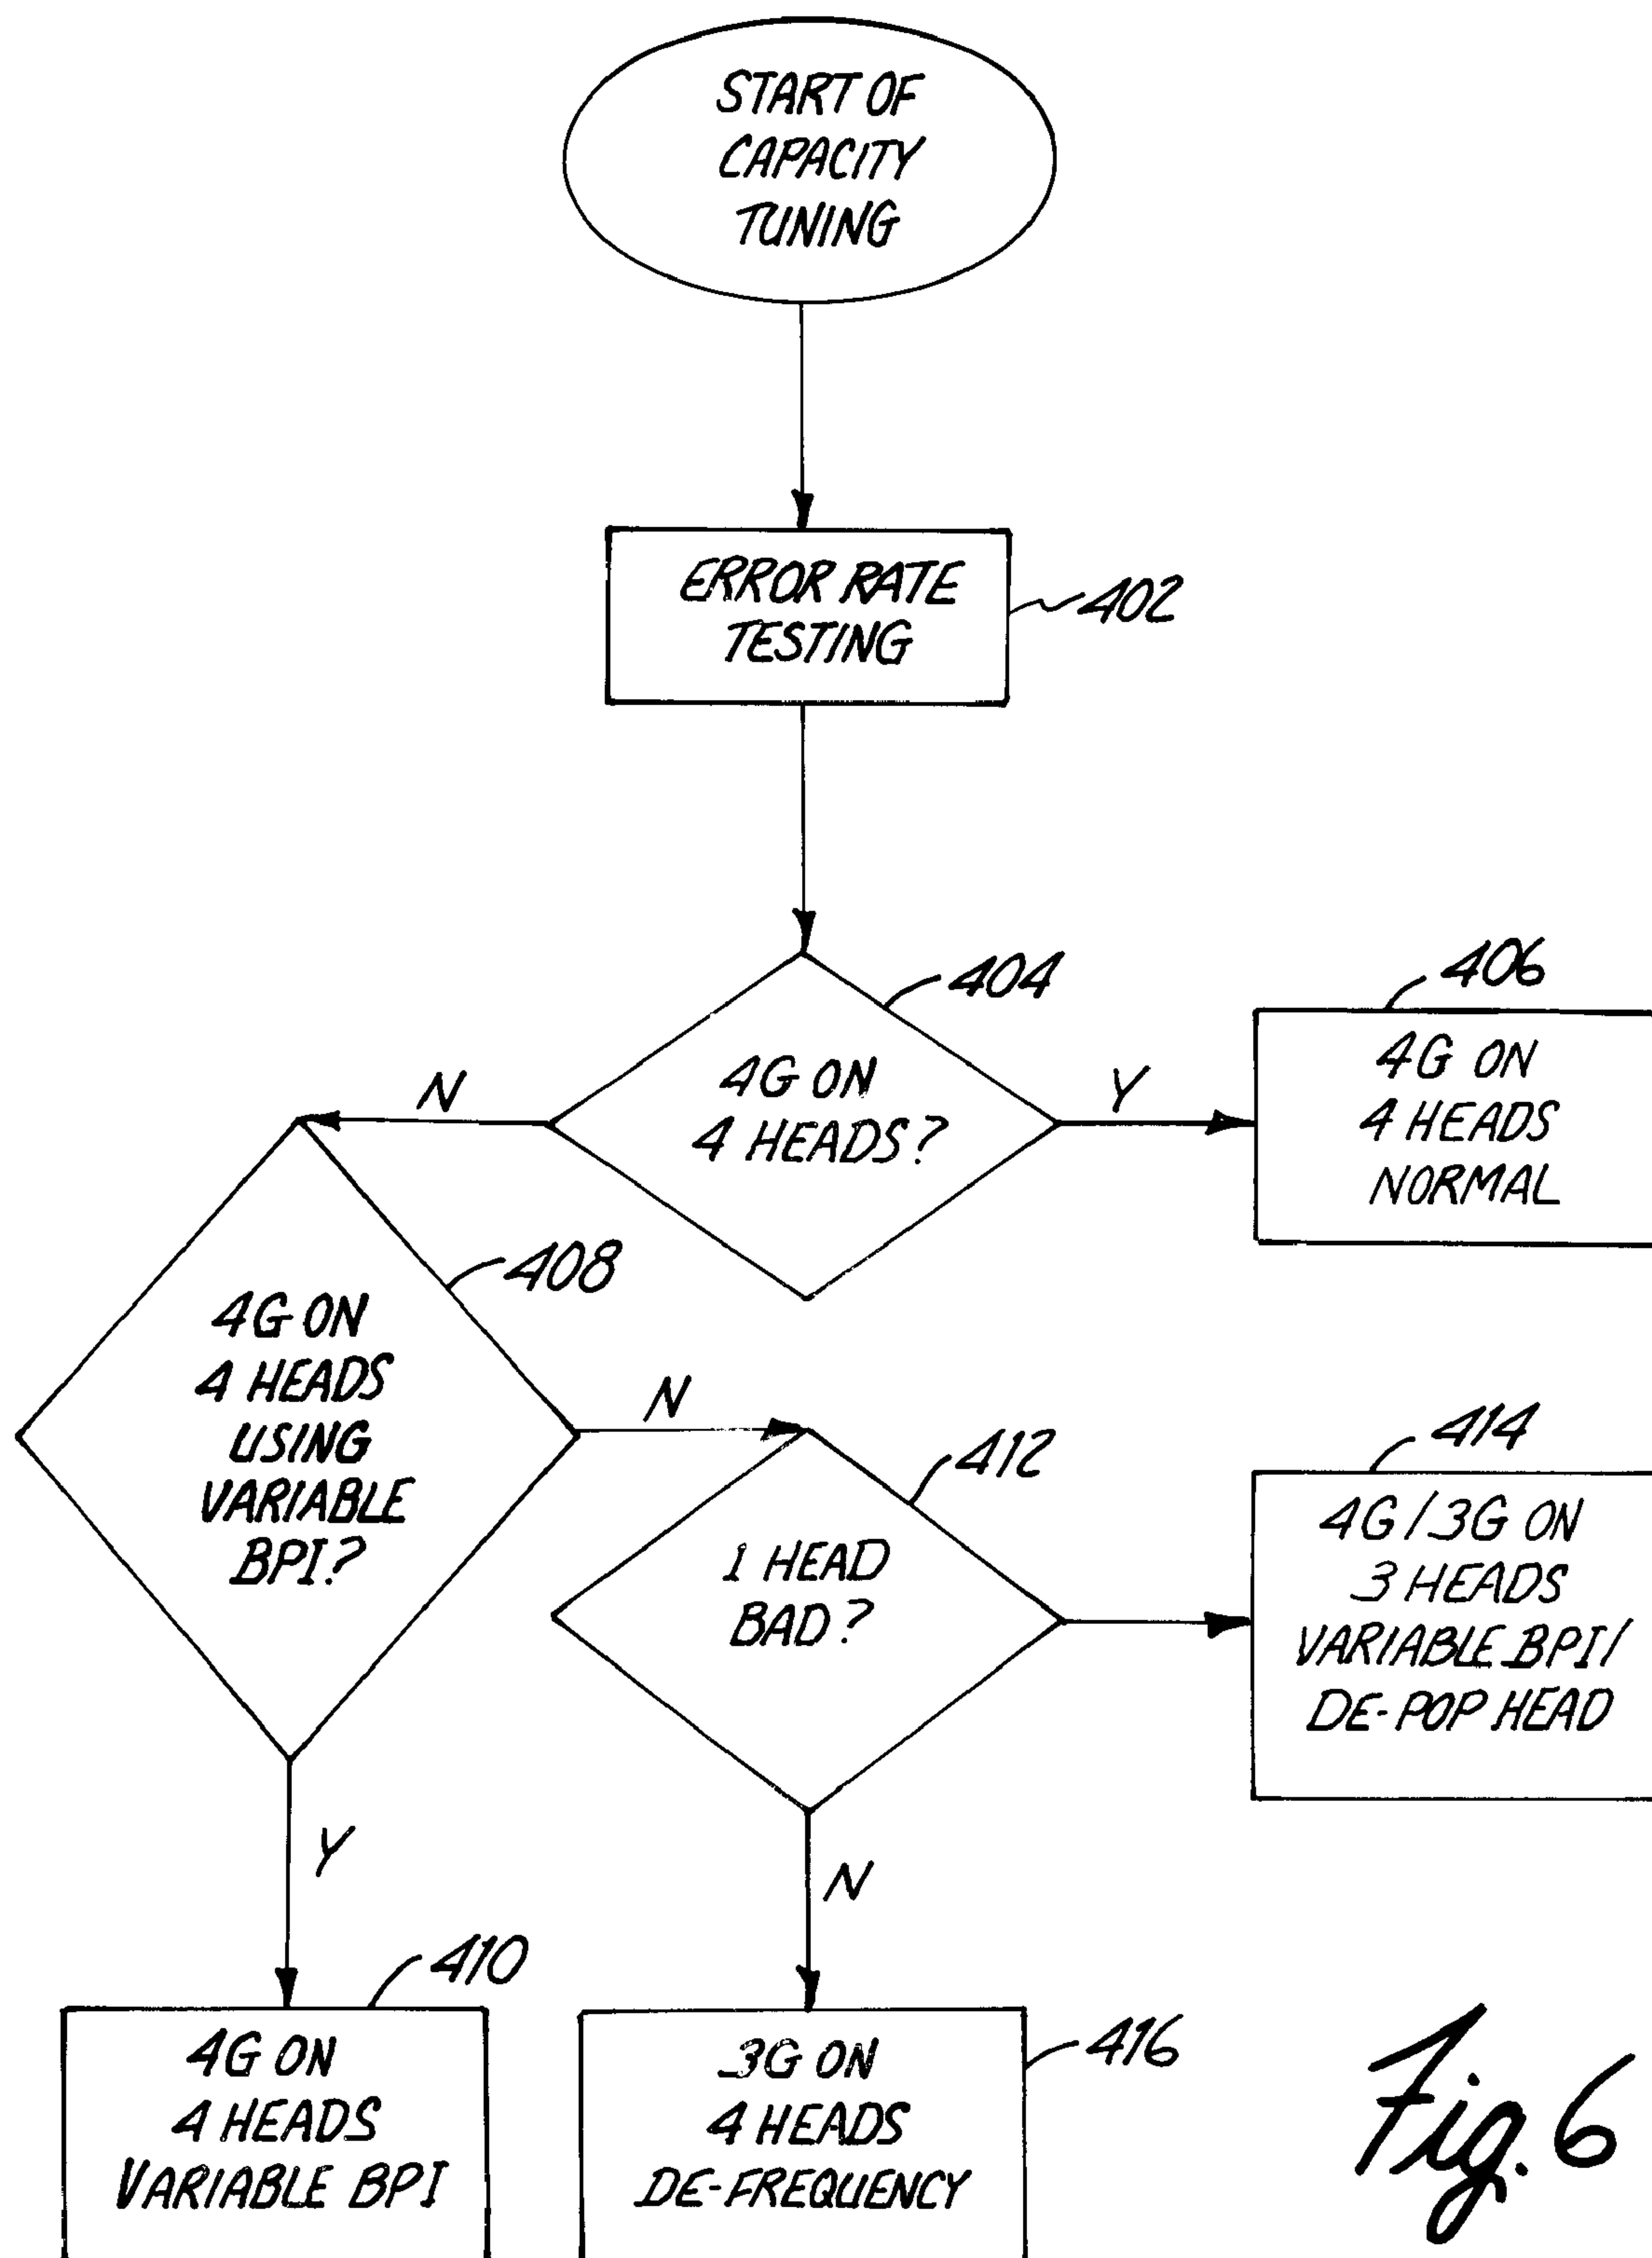 START OF
CAPACITY
TUNING
ERROR RATE
TESTING
402
404
4G ON
4 HEADS?
N
Y
406
4G ON
4 HEADS
NORMAL
408
4G ON
4 HEADS
USING
VARIABLE
BPI?
N
Y
412
1 HEAD
BAD?
N
414
4G/3G ON
3 HEADS
VARIABLE BPI/
DE-POP HEAD
410
4G ON
4 HEADS
VARIABLE BPI
416
3G ON
4 HEADS
DE-FREQUENCY
Fig. 6